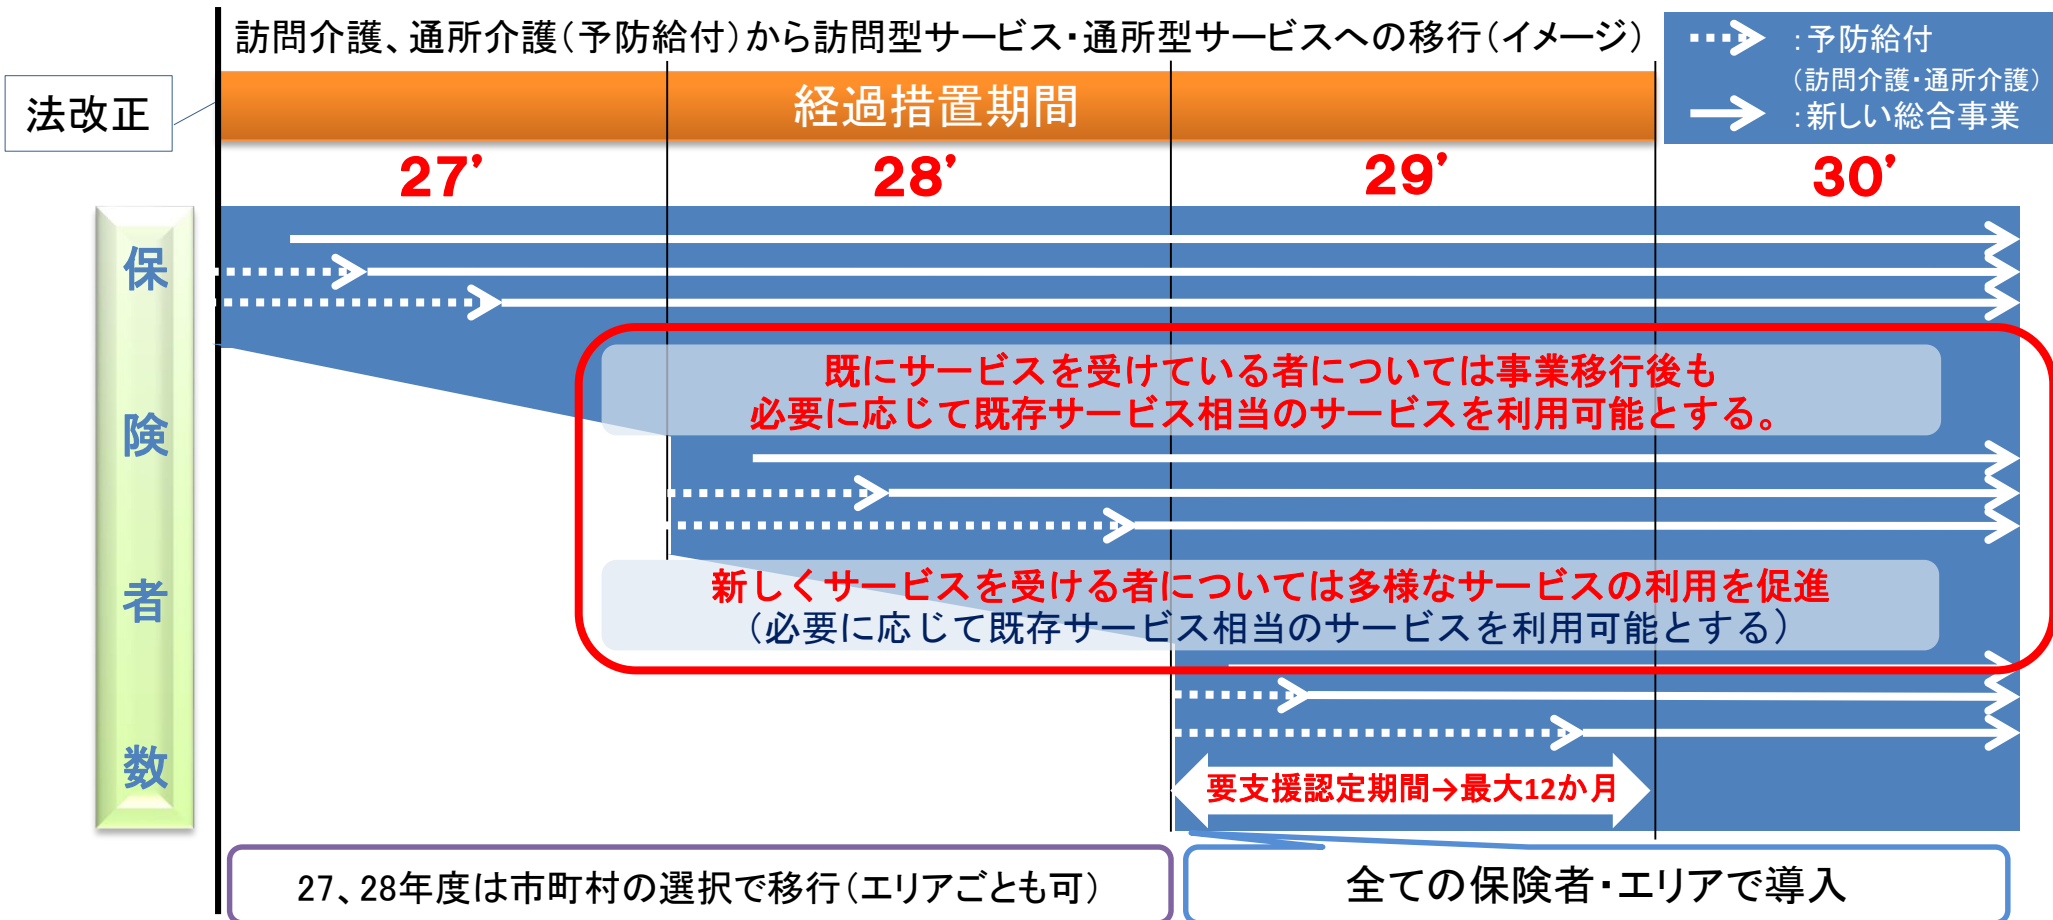 訪問介護、通所介護(予防給付)から訪問型サービス・通所型サービスへの移行(イメージ)
:予防給付
(訪問介護・通所介護)
:新しい総合事業
法改正
経過措置期間
27' 28' 29' 30'
保険者数
既にサービスを受けている者については事業移行後も
必要に応じて既存サービス相当のサービスを利用可能とする。
新しくサービスを受ける者については多様なサービスの利用を促進
(必要に応じて既存サービス相当のサービスを利用可能とする)
要支援認定期間→最大12か月
27、28年度は市町村の選択で移行(エリアごとも可)
全ての保険者・エリアで導入